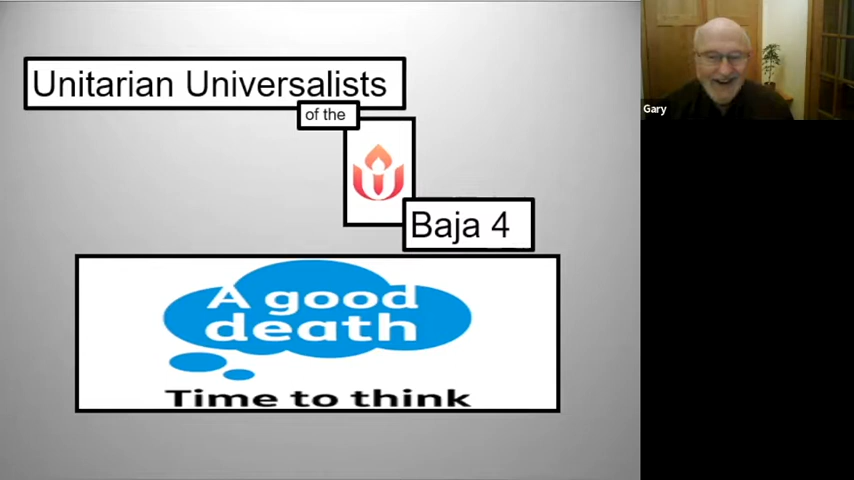 Unitarian Universalists
of the
Baja 4
A good
death
Time to think
Gary